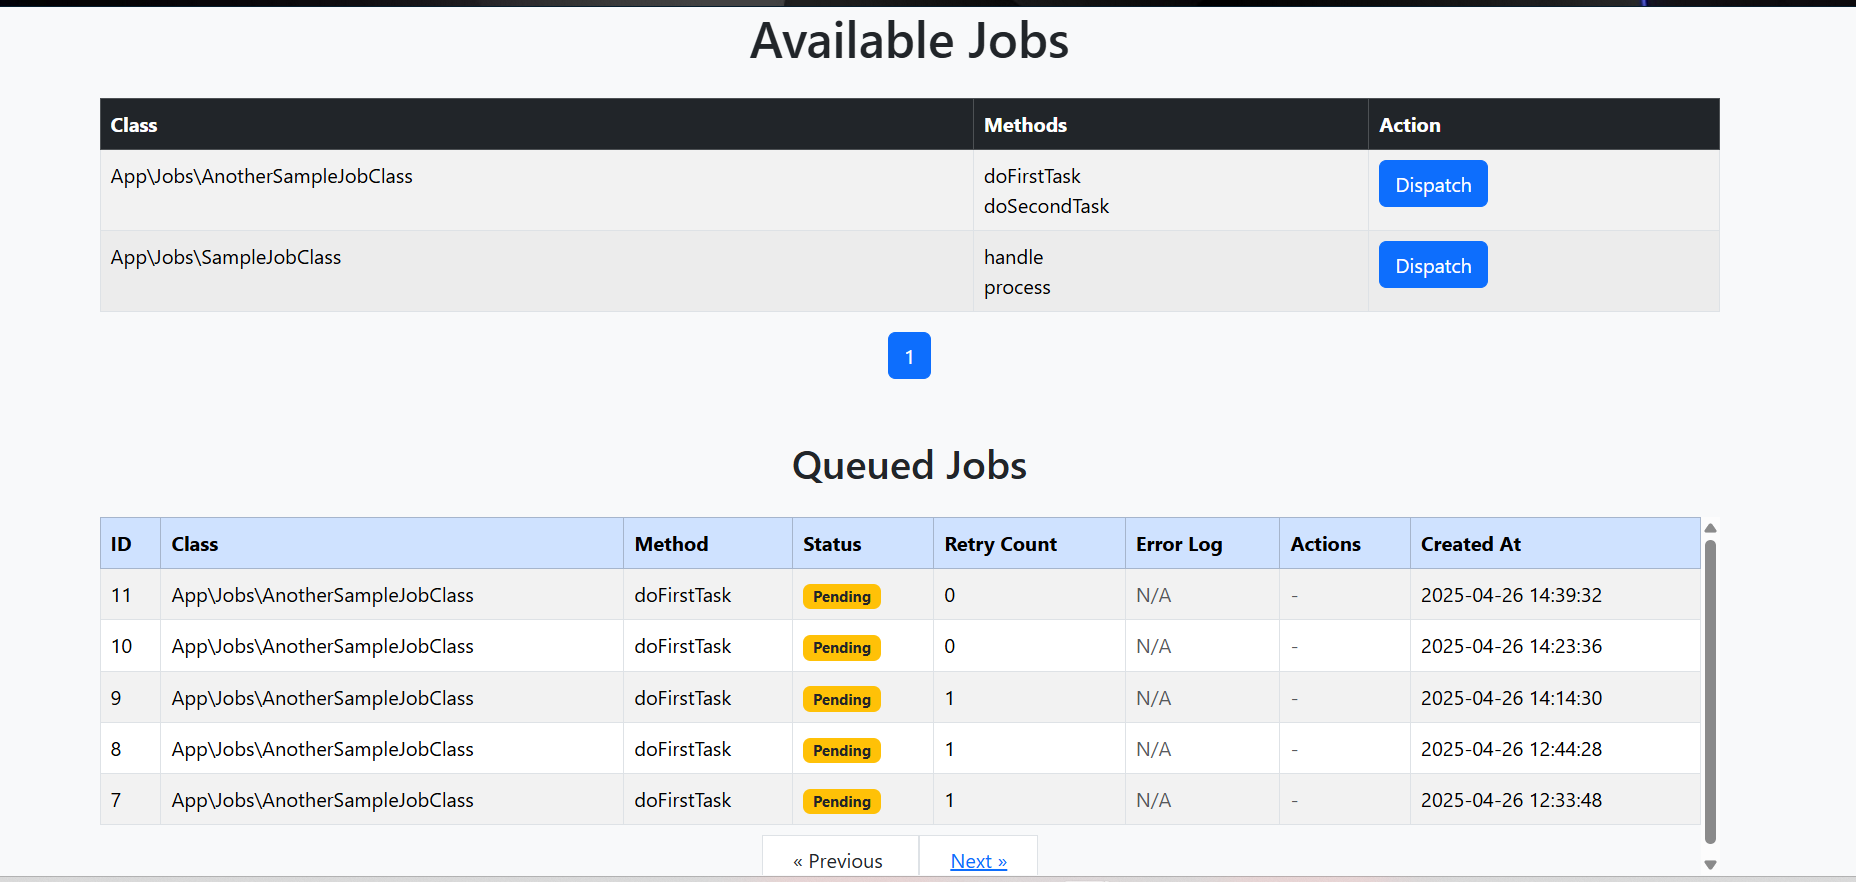 Available Jobs
Class Methods Action
App\Jobs\AnotherSampleJobClass doFirstTask Dispatch
doSecondTask
App\Jobs\SampleJobClass handle Dispatch
process
1
Queued Jobs
ID Class Method Status Retry Count Error Log Actions Created At
11 App\Jobs\AnotherSampleJobClass doFirstTask Pending 0 N/A - 2025-04-26 14:39:32
10 App\Jobs\AnotherSampleJobClass doFirstTask Pending 0 N/A - 2025-04-26 14:23:36
9 App\Jobs\AnotherSampleJobClass doFirstTask Pending 1 N/A - 2025-04-26 14:14:30
8 App\Jobs\AnotherSampleJobClass doFirstTask Pending 1 N/A - 2025-04-26 12:44:28
7 App\Jobs\AnotherSampleJobClass doFirstTask Pending 1 N/A - 2025-04-26 12:33:48
« Previous Next »